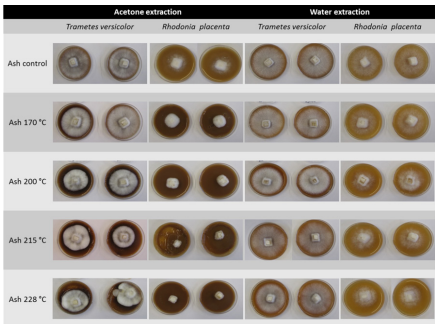 Acetone extraction Water extraction
Trametes versicolor Rhodonia placenta Trametes versicolor Rhodonia placenta
Ash control
Ash 170 °C
Ash 200 °C
Ash 215 °C
Ash 228 °C